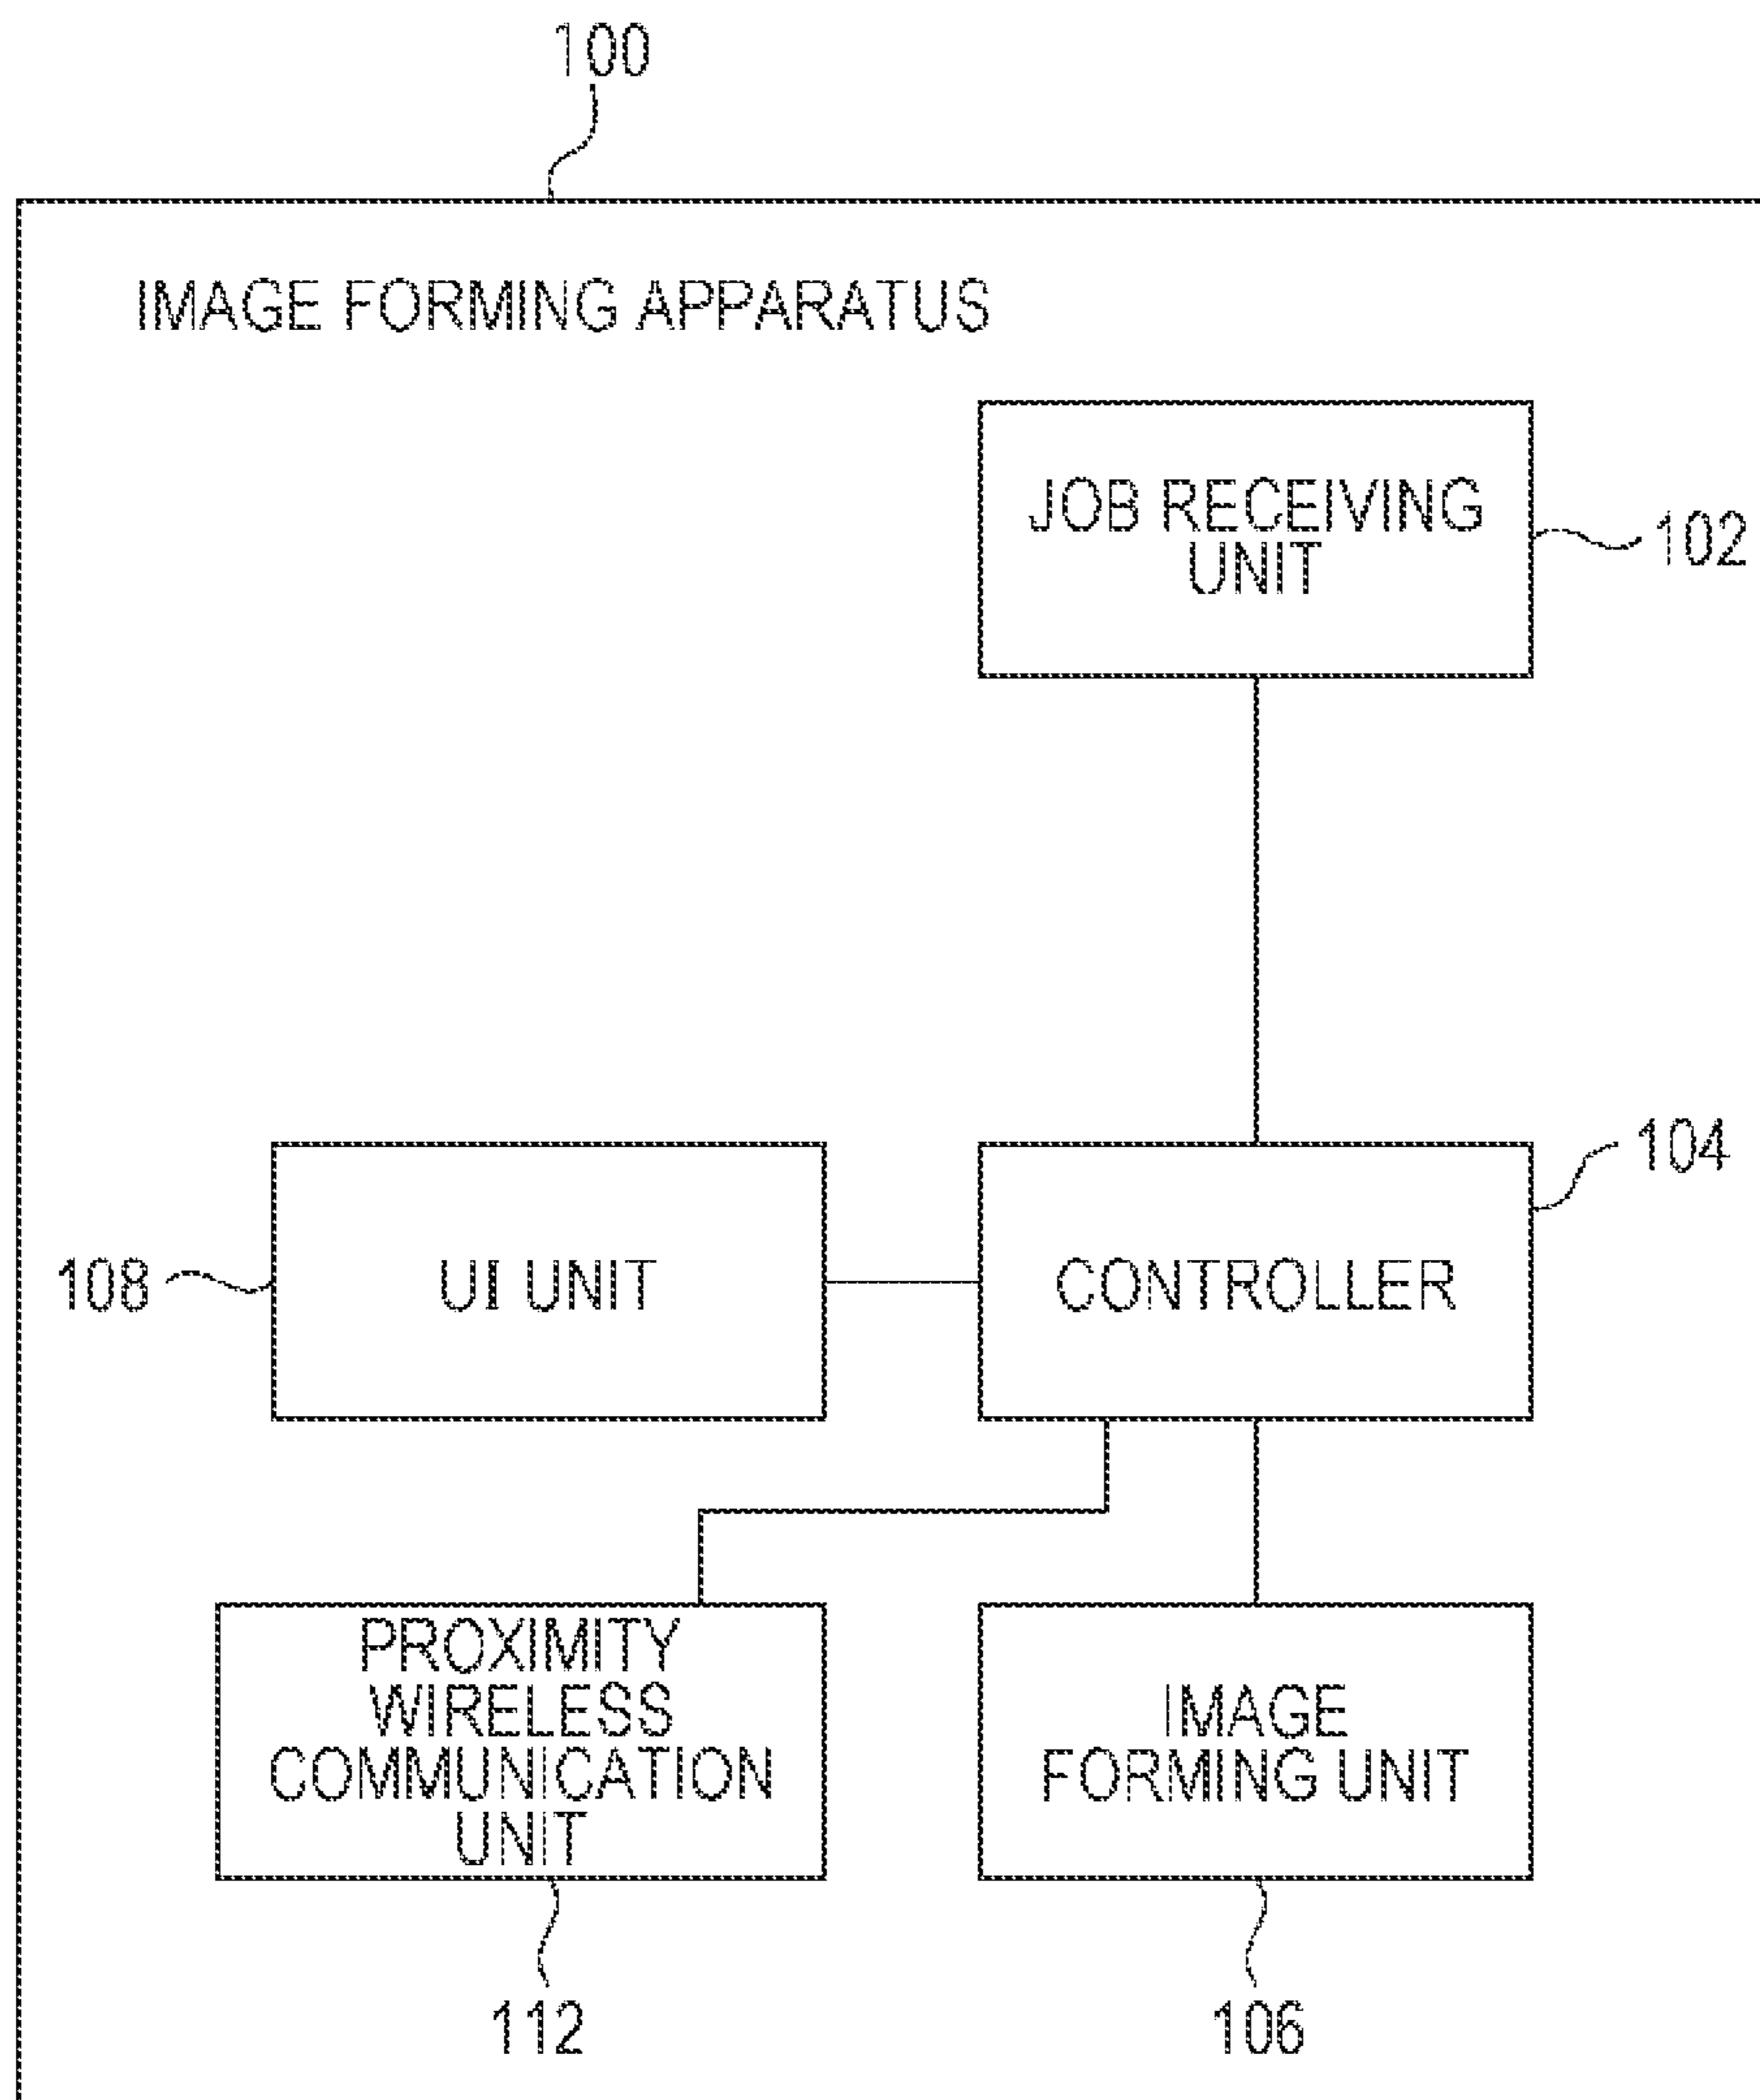 100
IMAGE FORMING APPARATUS
JOB RECEIVING
UNIT
102
104
108
UI UNIT
CONTROLLER
PROXIMITY
WIRELESS
COMMUNICATION
UNIT
IMAGE
FORMING UNIT
112
106